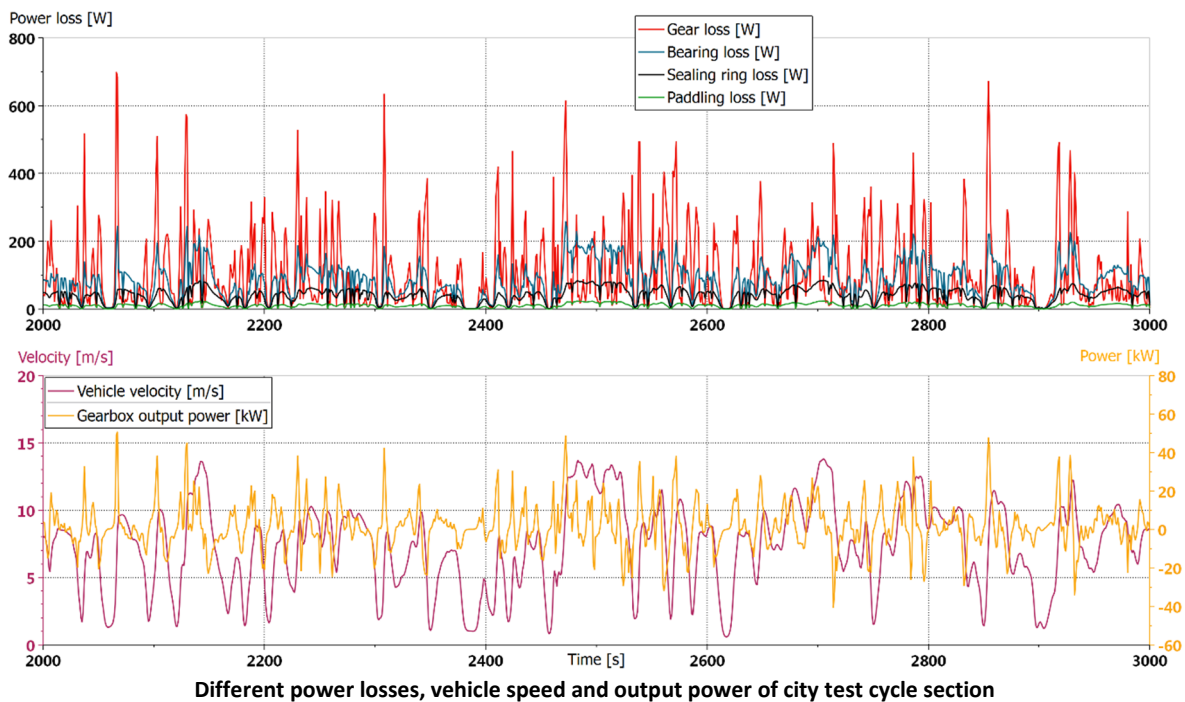 Power loss [W]
Gear loss [W]
Bearing loss [W]
Sealing ring loss [W]
Paddling loss [W]
800
600
400
200
0
2000 2200 2400 2600 2800 3000
Velocity [m/s] Power [kW]
Vehicle velocity [m/s]
Gearbox output power [kW]
20 80
60
15 40
20
10 0
5 -20
-40
0 -60
2000 2200 2400 Time [s] 2600 2800 3000
Different power losses, vehicle speed and output power of city test cycle section